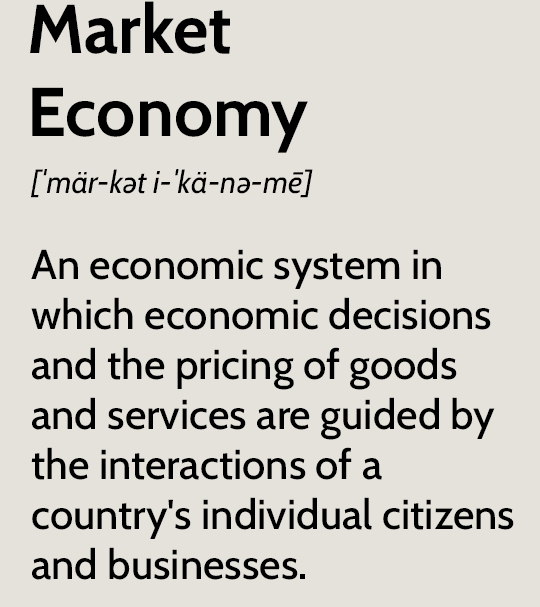 Market
Economy
[ˈmär-kət i-ˈkä-nə-mē]
An economic system in
which economic decisions
and the pricing of goods
and services are guided by
the interactions of a
country's individual citizens
and businesses.